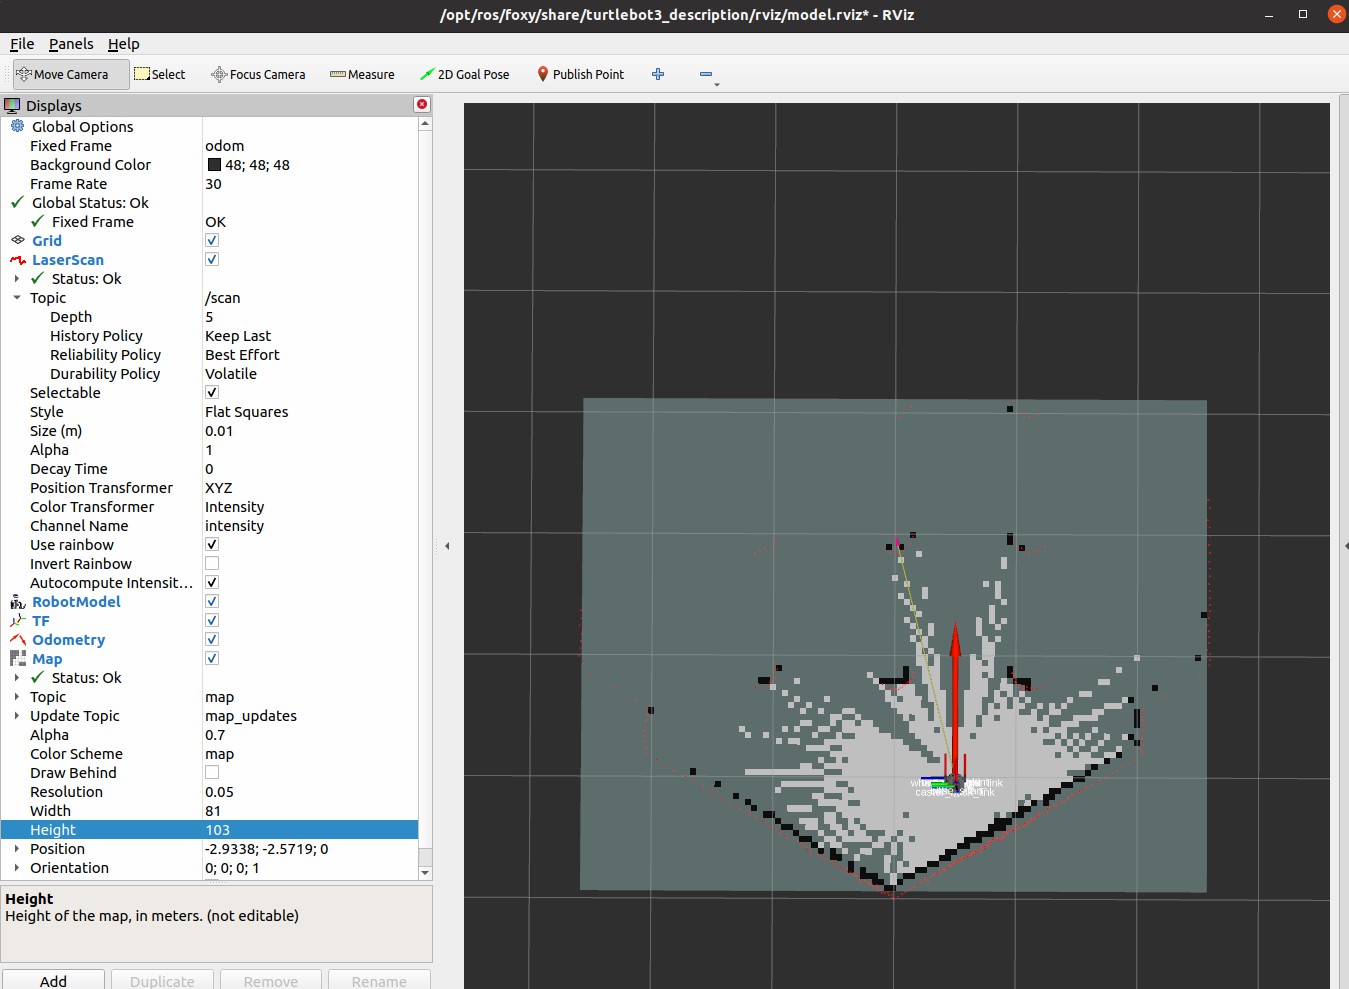 /opt/ros/foxy/share/turtlebot3_description/rviz/model.rviz* - RViz
File Panels Help
Move Camera Select Focus Camera Measure 2D Goal Pose Publish Point
Displays
Global Options
Fixed Frame odom
Background Color 48; 48; 48
Frame Rate 30
Global Status: Ok
Fixed Frame OK
Grid
LaserScan
Status: Ok
Topic /scan
Depth 5
History Policy Keep Last
Reliability Policy Best Effort
Durability Policy Volatile
Selectable
Style Flat Squares
Size (m) 0.01
Alpha 1
Decay Time 0
Position Transformer XYZ
Color Transformer Intensity
Channel Name intensity
Use rainbow
Invert Rainbow
Autocompute Intensit...
RobotModel
TF
Odometry
Map
Status: Ok
Topic map
Update Topic map_updates
Alpha 0.7
Color Scheme map
Draw Behind
Resolution 0.05
Width 81
Height 103
Position -2.9338; -2.5719; 0
Orientation 0; 0; 0; 1
Height
Height of the map, in meters. (not editable)
Add Duplicate Remove Rename